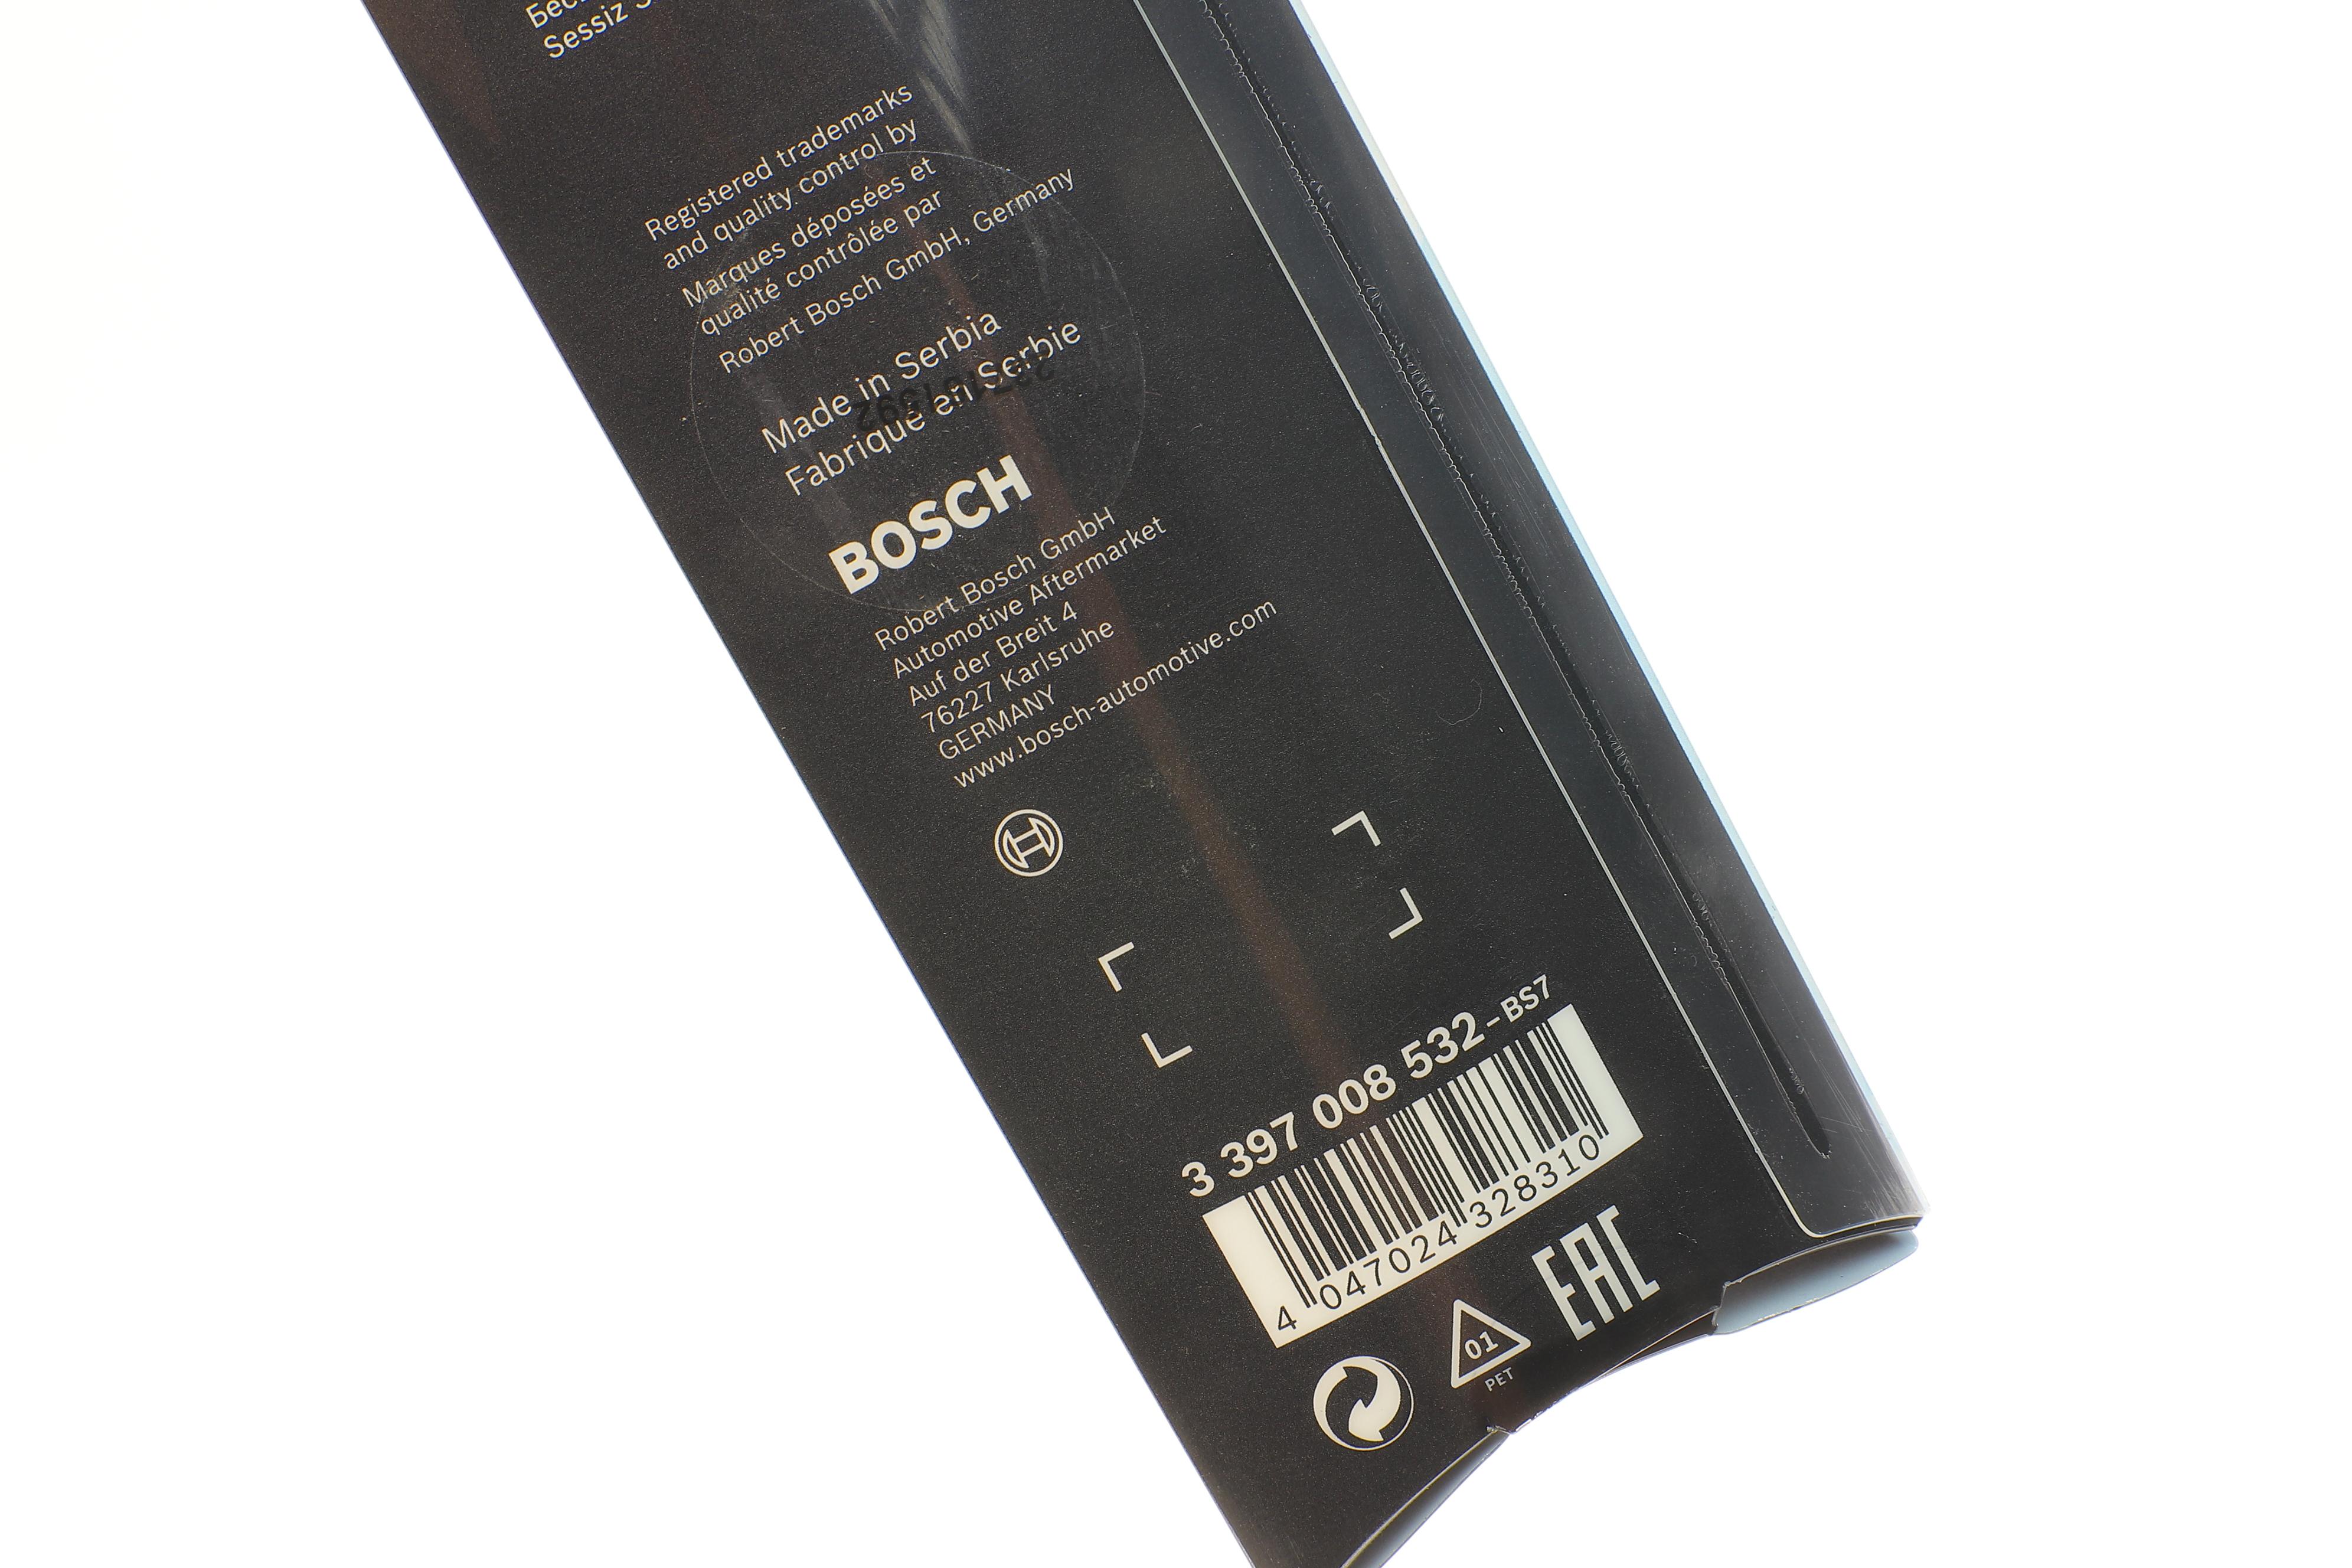 Sessiz
Registered trademarks
and quality control by
Marques déposées et
qualité contrôlée par
Robert Bosch GmbH, Germany
Made in Serbia
Fabriqué en Serbie
BOSCH
Robert Bosch GmbH
Automotive Aftermarket
Auf der Breit 4
76227 Karlsruhe
GERMANY
www.bosch-automotive.com
3 397 008 532-BS7
4 047024 328310
01
PET
EAC